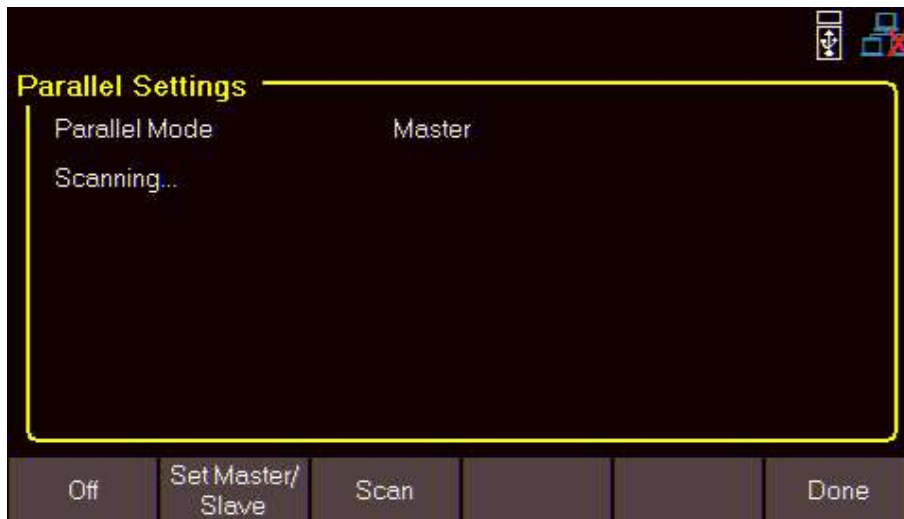 Parallel Settings
Parallel Mode Master
Scanning...
Off
Set Master/
Slave
Scan
Done